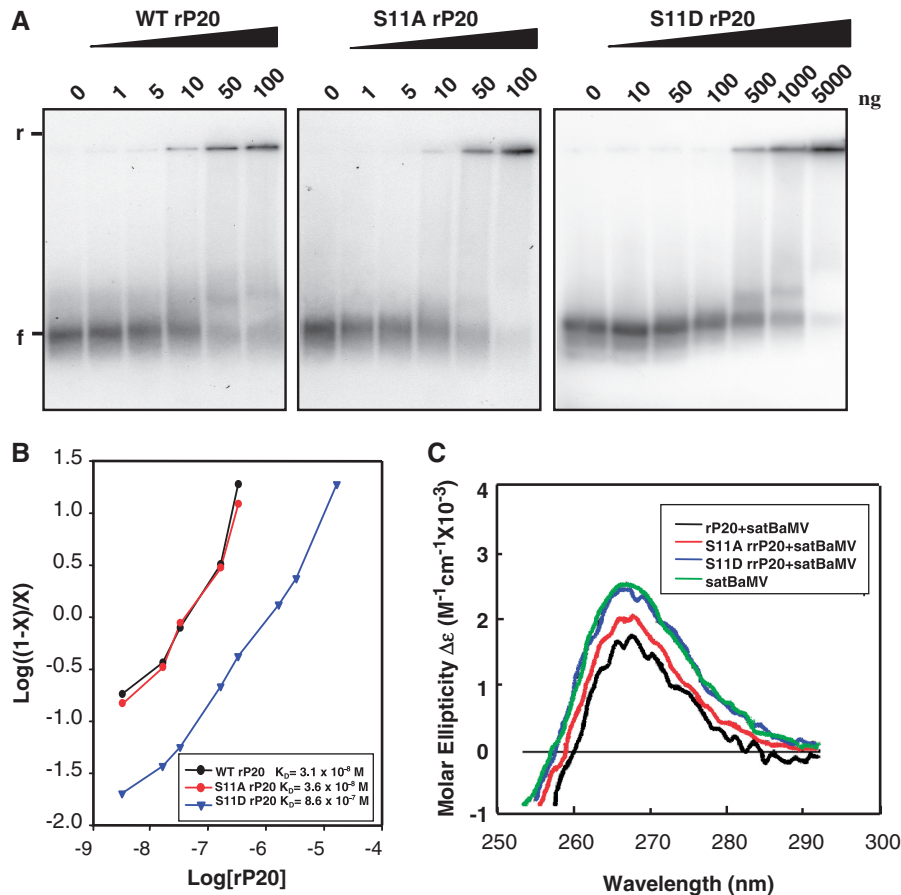 A
WT rP20
S11A rP20
S11D rP20
0 1 5 10 50 100
0 1 5 10 50 100
0 10 50 100 500 1000 5000
ng
r
f
B
Log((1-X)/X)
1.5
1.0
0.5
0.0
-0.5
-1.0
-1.5
-2.0
WT rP20 K_D= 3.1 x 10⁻⁸ M
S11A rP20 K_D= 3.6 x 10⁻⁸ M
S11D rP20 K_D= 8.6 x 10⁻⁷ M
-9 -8 -7 -6 -5 -4
Log[rP20]
C
Molar Ellipticity Δε (M⁻¹cm⁻¹X10⁻³)
4
3
2
1
0
-1
rP20+satBaMV
S11A rrP20+satBaMV
S11D rrP20+satBaMV
satBaMV
250 260 270 280 290 300
Wavelength (nm)